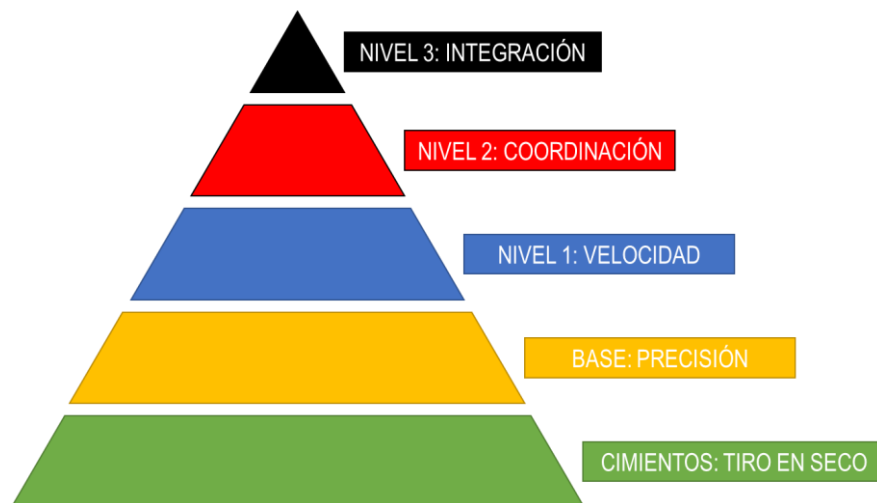 NIVEL 3: INTEGRACIÓN
NIVEL 2: COORDINACIÓN
NIVEL 1: VELOCIDAD
BASE: PRECISIÓN
CIMIENTOS: TIRO EN SECO